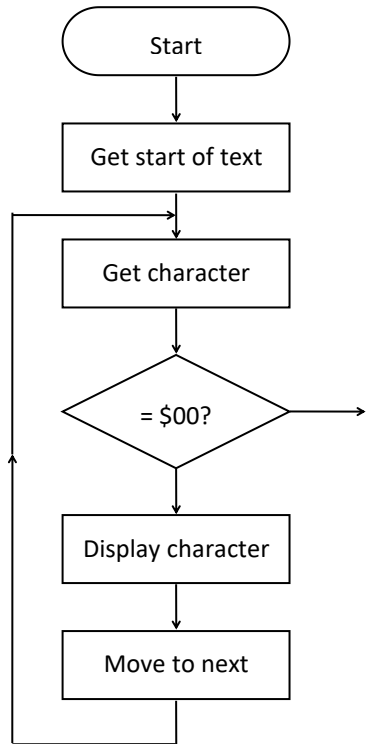 Start
Get start of text
Get character
= $00?
Display character
Move to next